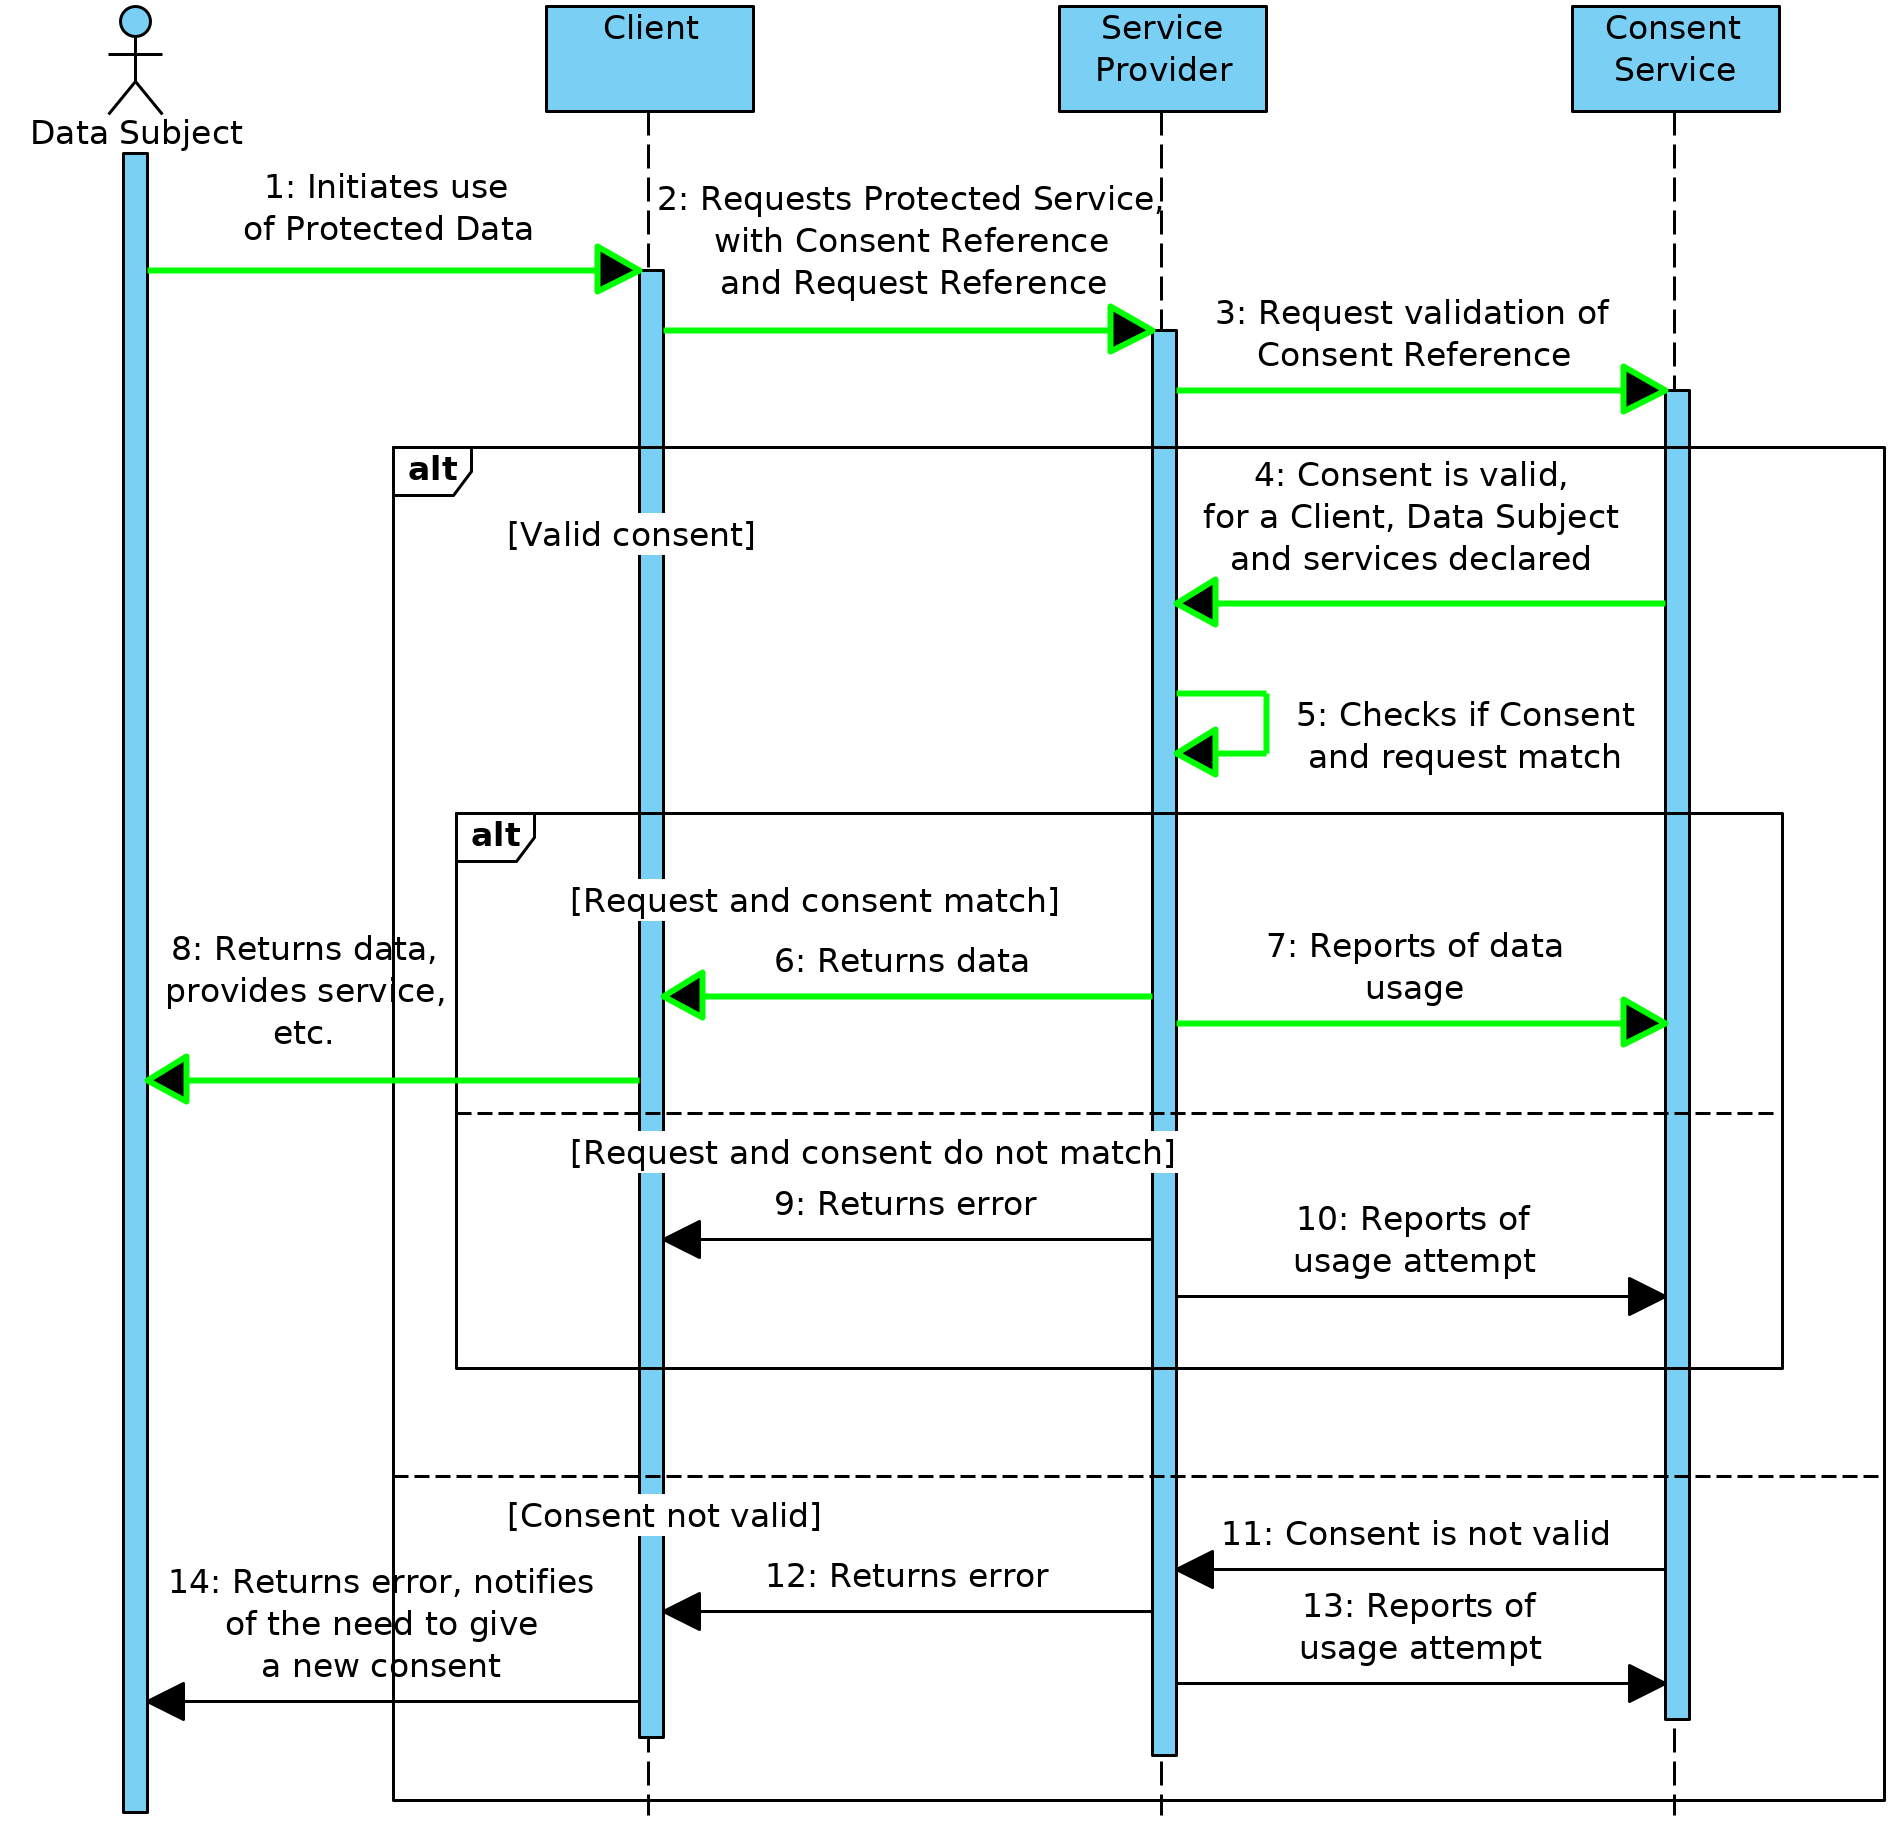 Client
Service
Provider
Consent
Service
Data Subject
1: Initiates use
of Protected Data
2: Requests Protected Service,
with Consent Reference
and Request Reference
3: Request validation of
Consent Reference
alt
4: Consent is valid,
for a Client, Data Subject
and services declared
[Valid consent]
5: Checks if Consent
and request match
alt
[Request and consent match]
6: Returns data
7: Reports of data
usage
8: Returns data,
provides service,
etc.
[Request and consent do not match]
9: Returns error
10: Reports of
usage attempt
[Consent not valid]
11: Consent is not valid
12: Returns error
13: Reports of
usage attempt
14: Returns error, notifies
of the need to give
a new consent